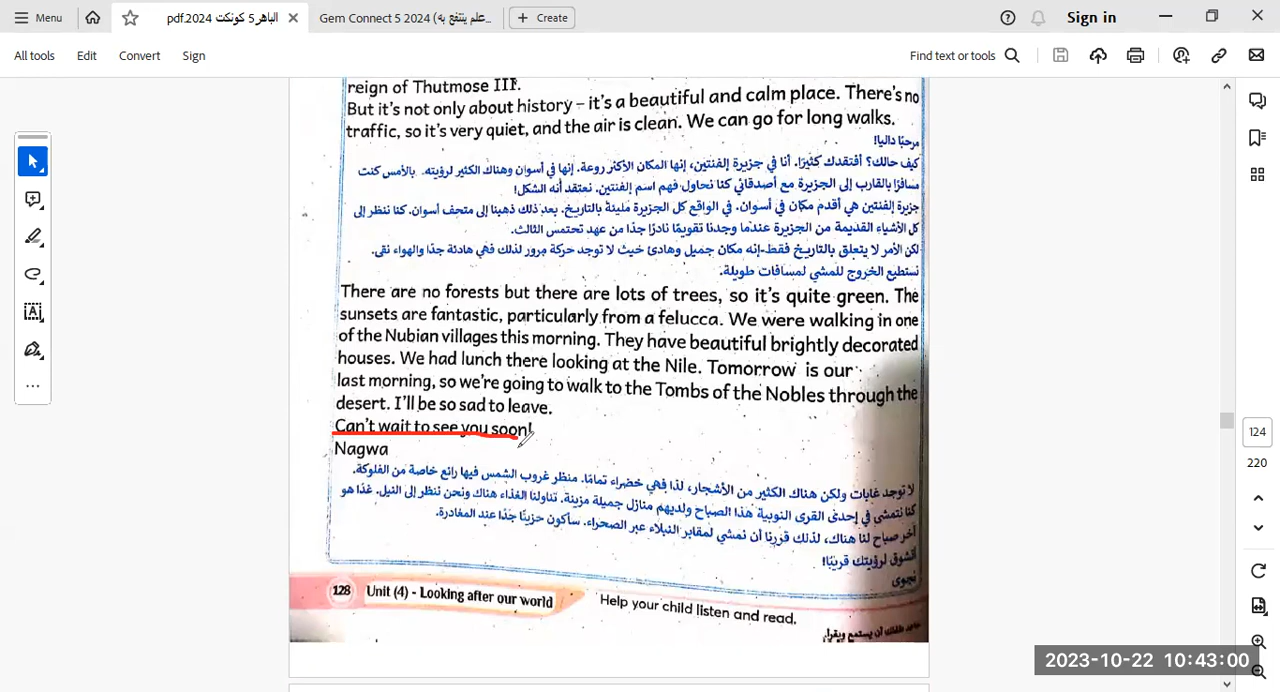 Menu
الباهر5 كونكت 2024.pdf
Gem Connect 5 2024 (علم ينتفع به...
Create
Sign in
All tools
Edit
Convert
Sign
Find text or tools
reign of Thutmose III.
But it's not only about history – it's a beautiful and calm place. There's no
traffic, so it's very quiet, and the air is clean. We can go for long walks.
مرحبًا داليا!
كيف حالك؟ أفتقدك كثيرًا. أنا في جزيرة إلفنتين، إنها المكان الأكثر روعة. إنها في أسوان وهناك الكثير لرؤيته. بالأمس كنت
مسافرًا بالقارب إلى الجزيرة مع أصدقائي كنا نحاول فهم اسم إلفنتين. نعتقد أنه الشكل!
جزيرة إلفنتين هي أقدم مكان في أسوان. في الواقع كل الجزيرة مليئة بالتاريخ. بعد ذلك ذهبنا إلى متحف أسوان. كنا ننظر إلى
كل الأشياء القديمة من الجزيرة عندما وجدنا تقويمًا نادرًا جدًا من عهد تحتمس الثالث.
لكن الأمر لا يتعلق بالتاريخ فقط-إنه مكان جميل وهادئ حيث لا توجد حركة مرور لذلك فهي هادئة جدًا والهواء نقى.
نستطيع الخروج للمشي لمسافات طويلة.
There are no forests but there are lots of trees, so it's quite green. The
sunsets are fantastic, particularly from a felucca. We were walking in one
of the Nubian villages this morning. They have beautiful brightly decorated
houses. We had lunch there looking at the Nile. Tomorrow is our
last morning, so we're going to walk to the Tombs of the Nobles through the
desert. I'll be so sad to leave.
Can't wait to see you soon!
Nagwa
لا توجد غابات ولكن هناك الكثير من الأشجار، لذا فهي خضراء تمامًا. منظر غروب الشمس فيها رائع خاصة من الفلوكة.
كنا نتمشى في إحدى القرى النوبية هذا الصباح ولديهم منازل جميلة مزينة. تناولنا الغذاء هناك ونحن ننظر إلى النيل. غدًا هو
آخر صباح لنا هناك، لذلك قررنا أن نمشي لمقابر النبلاء عبر الصحراء. سأكون حزينًا جدًا عند المغادرة.
أتشوق لرؤيتك قريبًا!
نجوى
128 Unit (4) - Looking after our world
Help your child listen and read.
ساعد طفلك أن يستمع ويقرأ.
124
220
2023-10-22 10:43:00